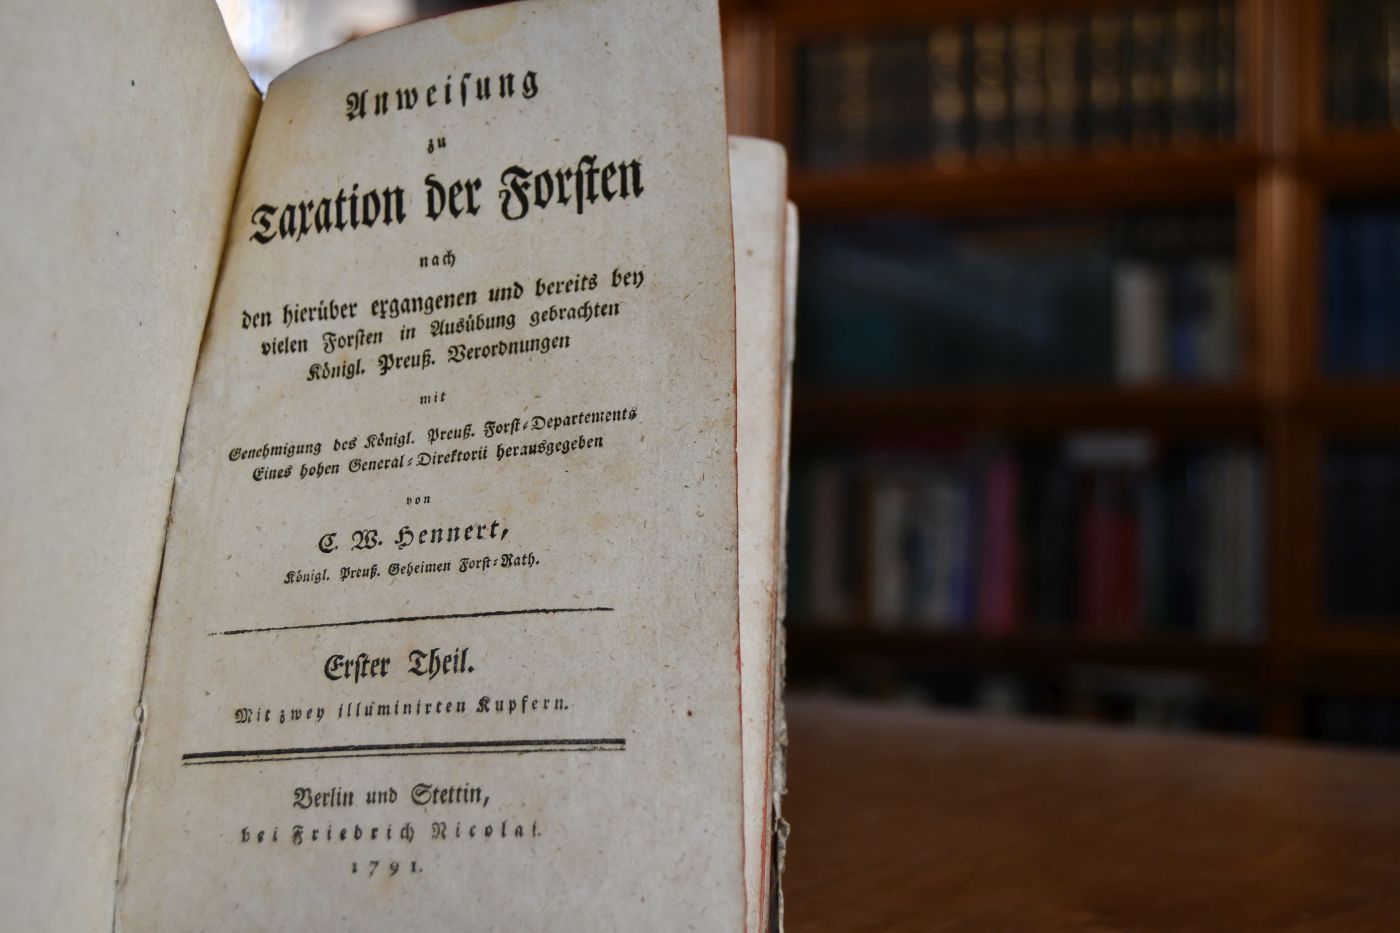 Anweiſung
zu
Taxation der Forſten
nach
den hierüber ergangenen und bereits bey
vielen Forſten in Ausübung gebrachten
Königl. Preuß. Verordnungen
mit
Genehmigung des Königl. Preuß. Forſt-Departements
Eines hohen General-Direktorii herausgegeben
von
C. W. Hennert,
Königl. Preuß. Geheimen Forſt-Rath.
Erſter Theil.
Mit zwey illuminirten Kupfern.
Berlin und Stettin,
bei Friedrich Nicolai.
1791.